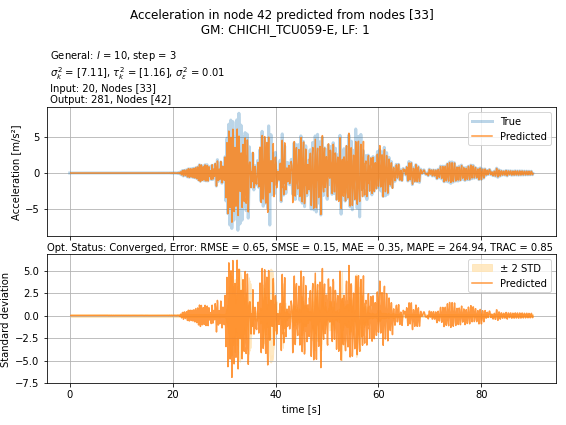 Acceleration in node 42 predicted from nodes [33]
GM: CHICHI_TCU059-E, LF: 1
General: l = 10, step = 3
σ²ₖ = [7.11], τ²ₖ = [1.16], σ²ε = 0.01
Input: 20, Nodes [33]
Output: 281, Nodes [42]
Acceleration [m/s²]
5
0
−5
True
Predicted
Opt. Status: Converged, Error: RMSE = 0.65, SMSE = 0.15, MAE = 0.35, MAPE = 264.94, TRAC = 0.85
Standard deviation
5.0
2.5
0.0
−2.5
−5.0
−7.5
± 2 STD
Predicted
0 20 40 60 80
time [s]